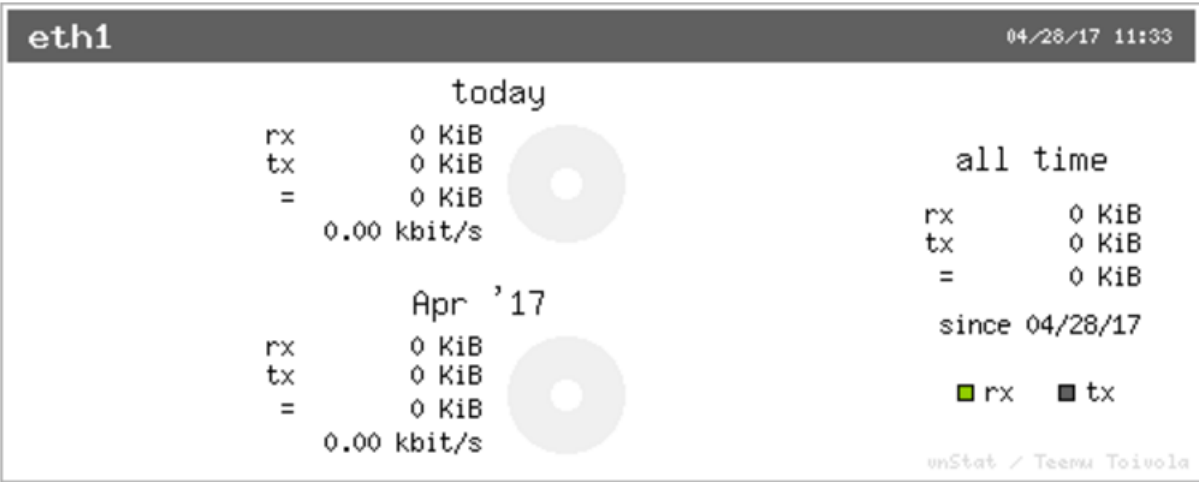 eth1 04/28/17 11:33
today
rx 0 KiB
tx 0 KiB
= 0 KiB
0.00 kbit/s
Apr '17
rx 0 KiB
tx 0 KiB
= 0 KiB
0.00 kbit/s
all time
rx 0 KiB
tx 0 KiB
= 0 KiB
since 04/28/17
rx tx
vnStat / Teemu Toivola